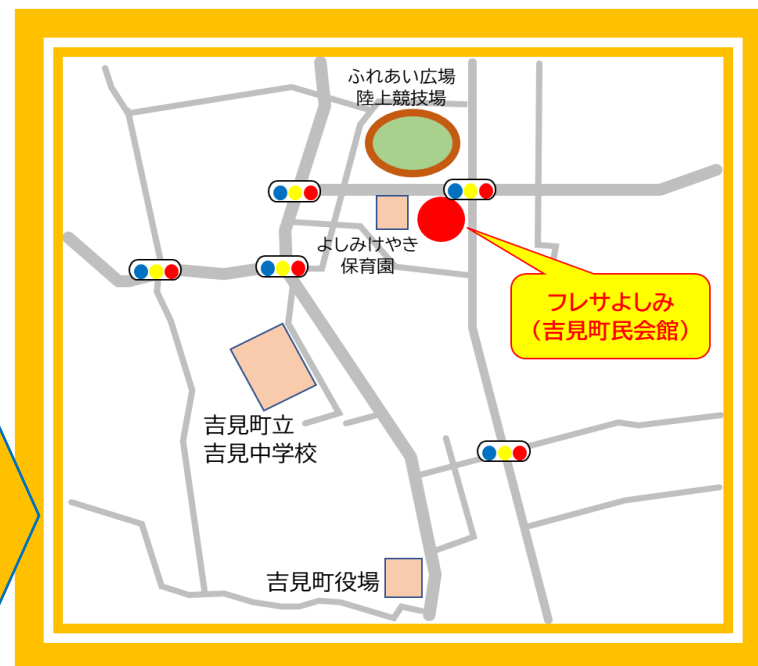 ふれあい広場
陸上競技場
よしみけやき
保育園
フレサよしみ
（吉見町民会館）
吉見町立
吉見中学校
吉見町役場